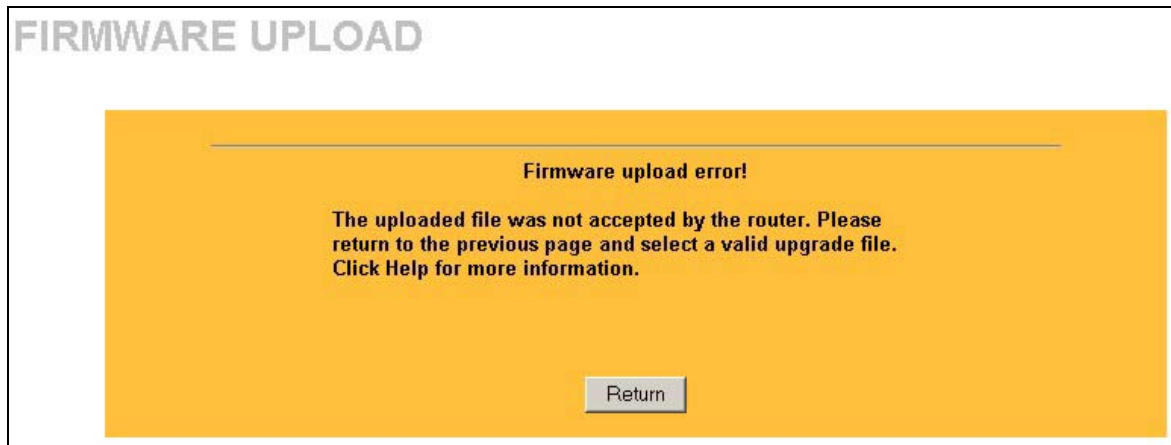 FIRMWARE UPLOAD
Firmware upload error!
The uploaded file was not accepted by the router. Please
return to the previous page and select a valid upgrade file.
Click Help for more information.
Return